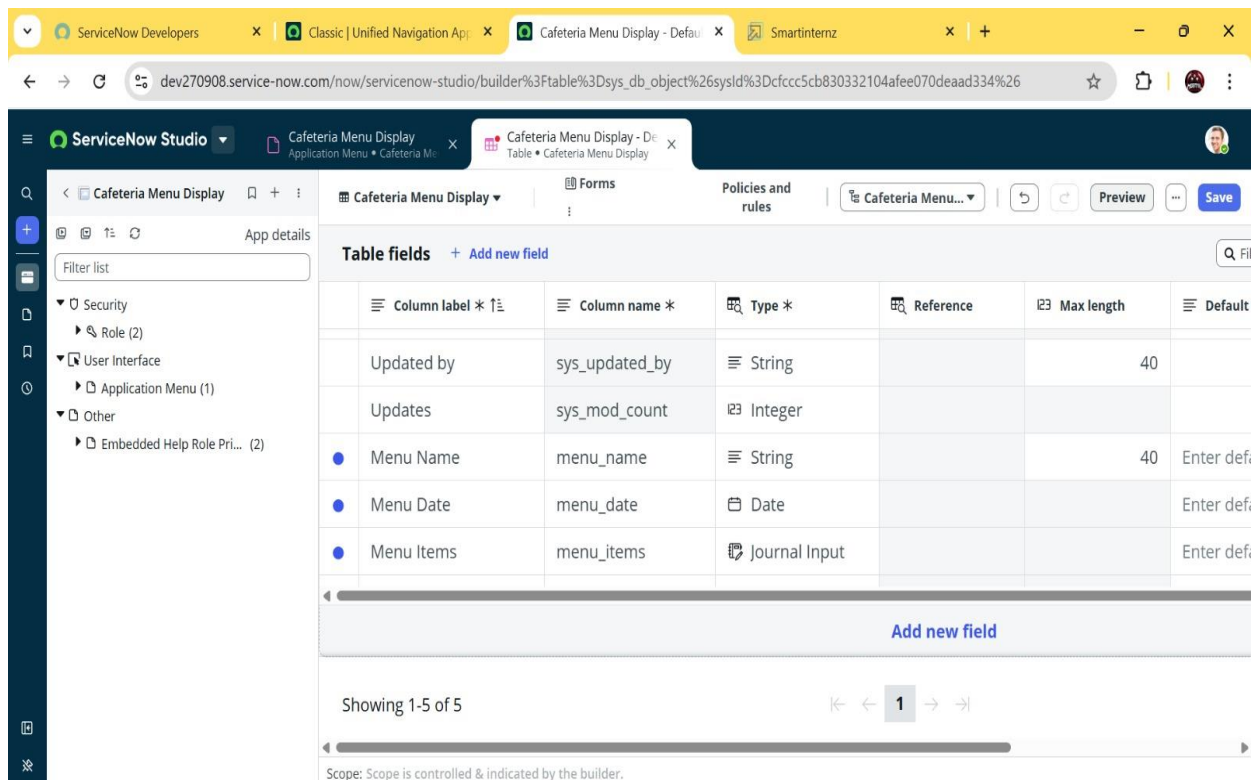 ServiceNow Developers
Classic | Unified Navigation App
Cafeteria Menu Display - Defau
Smartinternz
dev270908.service-now.com/now/servicenow-studio/builder%3Ftable%3Dsys_db_object%26sysId%3Dcfccc5cb830332104afee070deaad334%26
ServiceNow Studio
Cafeteria Menu Display
Application Menu • Cafeteria Me
Cafeteria Menu Display - De
Table • Cafeteria Menu Display
Cafeteria Menu Display
App details
Filter list
Security
Role (2)
User Interface
Application Menu (1)
Other
Embedded Help Role Pri... (2)
Cafeteria Menu Display
Forms
Policies and
rules
Cafeteria Menu...
Preview
Save
Table fields + Add new field
Fil
Column label * Column name * Type * Reference Max length Default
Updated by sys_updated_by String 40
Updates sys_mod_count Integer
Menu Name menu_name String 40 Enter defa
Menu Date menu_date Date Enter defa
Menu Items menu_items Journal Input Enter defa
Add new field
Showing 1-5 of 5
1
Scope: Scope is controlled & indicated by the builder.